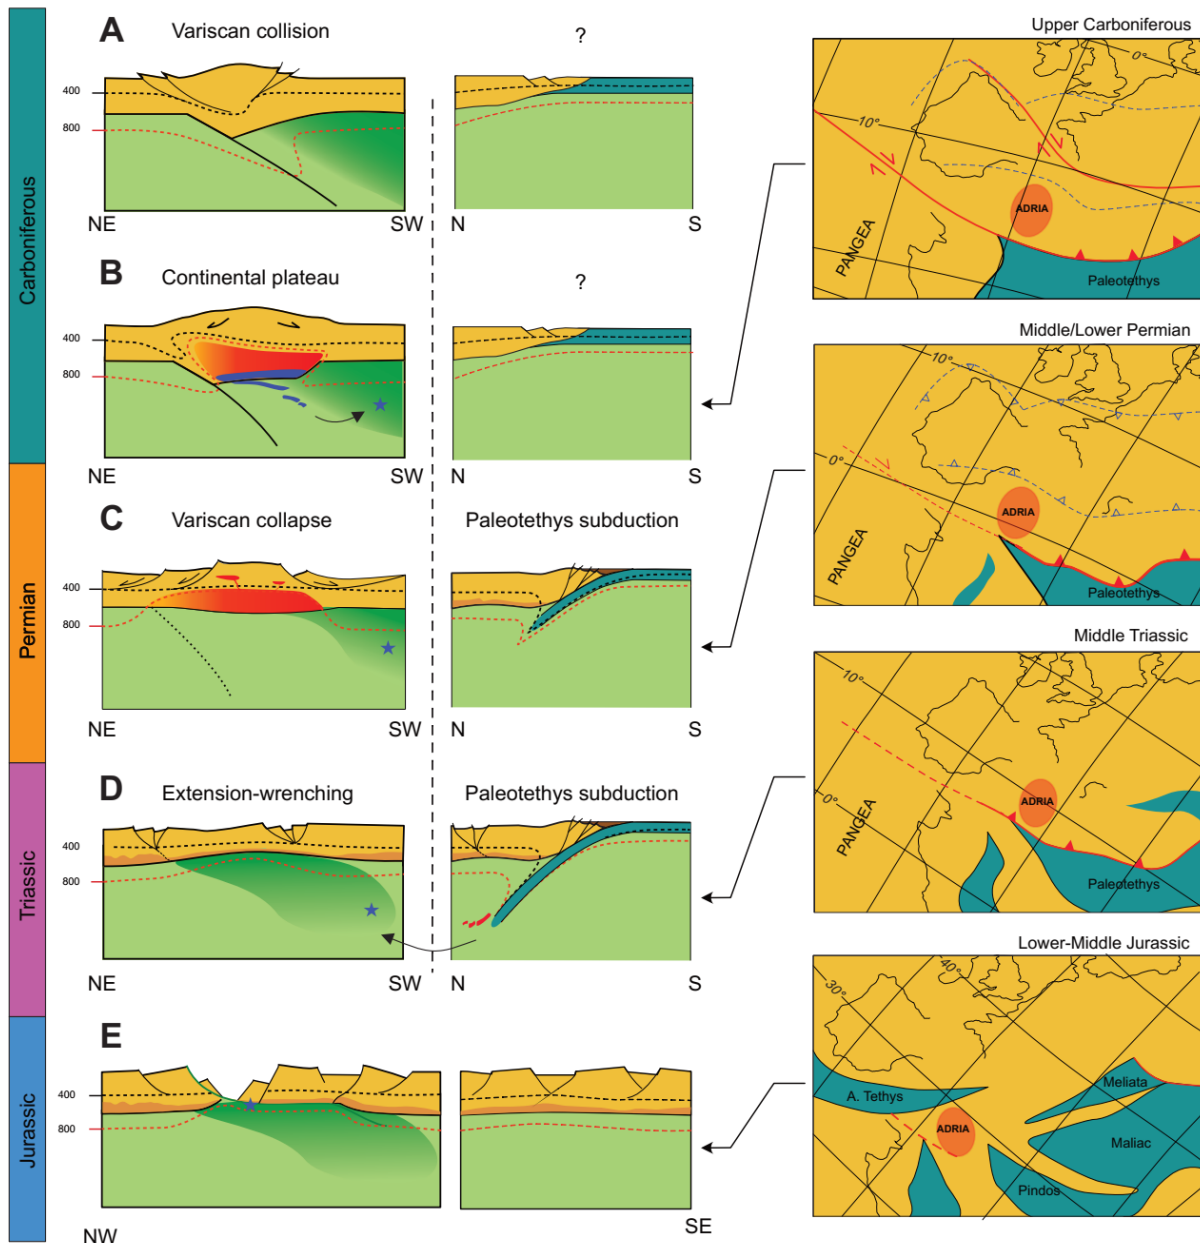 Carboniferous
Permian
Triassic
Jurassic
A
Variscan collision
?
400
800
NE
SW
N
S
B
Continental plateau
?
400
800
NE
SW
N
S
C
Variscan collapse
Paleotethys subduction
400
800
NE
SW
N
S
D
Extension-wrenching
Paleotethys subduction
400
800
NE
SW
N
S
E
400
800
NW
SE
Upper Carboniferous
0°
10°
ADRIA
PANGEA
Paleotethys
Middle/Lower Permian
10°
0°
ADRIA
PANGEA
Paleotethys
Middle Triassic
10°
0°
ADRIA
PANGEA
Paleotethys
Lower-Middle Jurassic
40°
30°
A. Tethys
Meliata
ADRIA
Maliac
Pindos